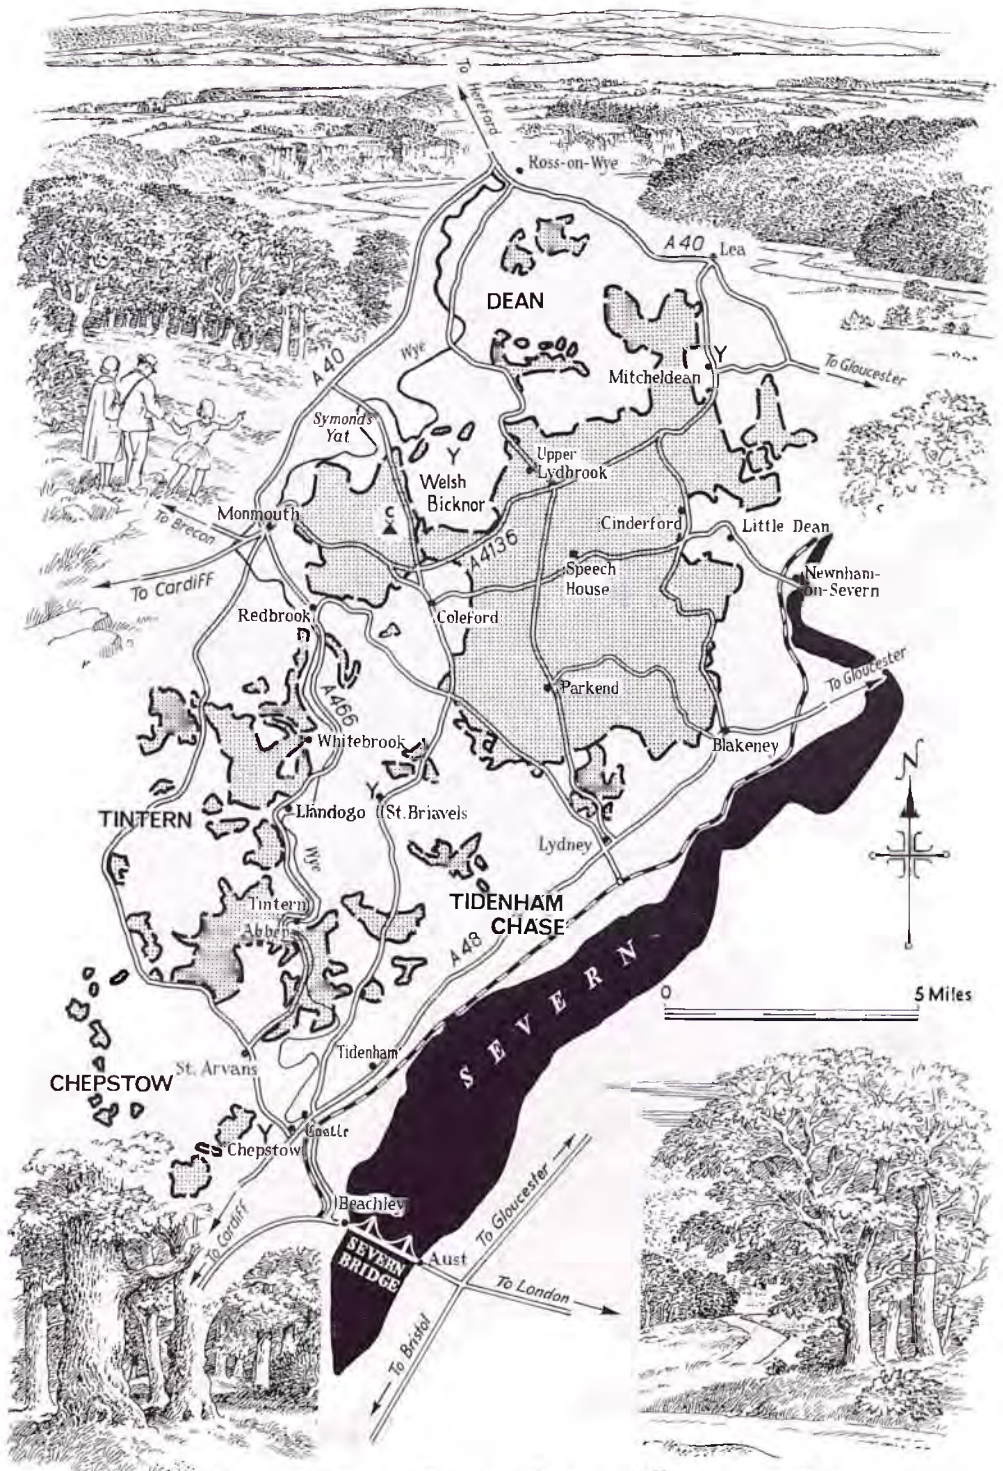 To
Hereford
Ross-on-Wye
A40
Lea
DEAN
Wye
A40
Y
Mitcheldean
To Gloucester
Symonds
Yat
Y
Upper
Lydbrook
Welsh
Bicknor
C
Monmouth
To Brecon
To Cardiff
A4136
Cinderford
Little Dean
Speech
House
Newnham-
on-Severn
Redbrook
Coleford
To Gloucester
A466
Parkend
Whitebrook
Blakeney
N
Y
TINTERN
Llandogo
St. Briavels
Lydney
Wye
Tintern
Abbey
TIDENHAM
CHASE
A48
SEVERN
0
5 Miles
Tidenham
St. Arvans
CHEPSTOW
Castle
Y
Chepstow
Beachley
To Cardiff
SEVERN
BRIDGE
Aust
To Gloucester
To London
To Bristol